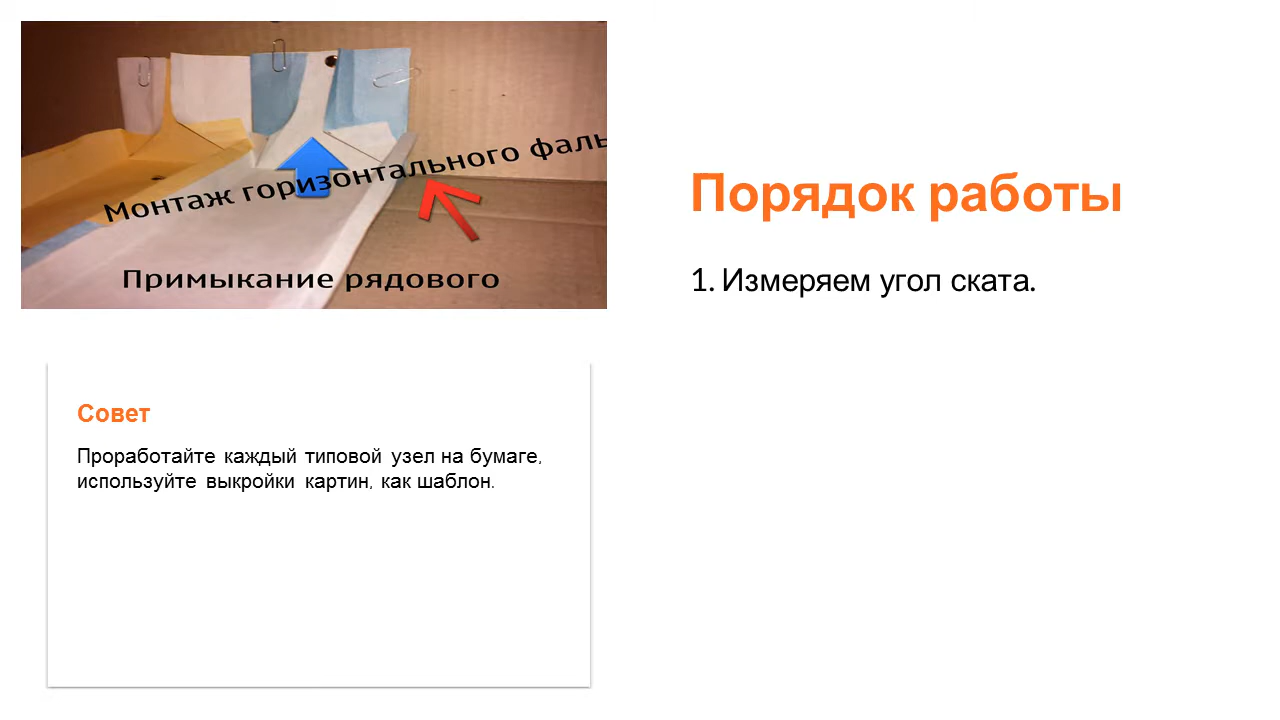 Монтаж горизонтального фаль
Примыкание рядового
Порядок работы
1. Измеряем угол ската.
Совет
Проработайте каждый типовой узел на бумаге,
используйте выкройки картин, как шаблон.